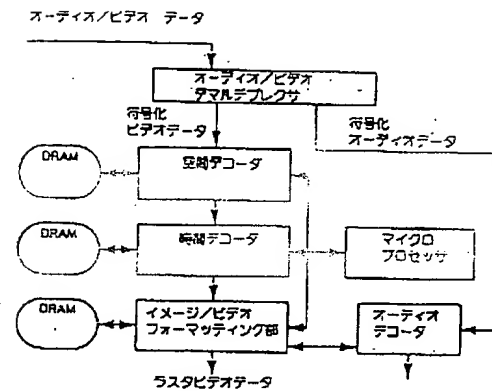 オーディオ/ビデオ データ
オーディオ/ビデオ
デマルチプレクサ
符号化
ビデオデータ
符号化
オーディオデータ
DRAM
空間デコーダ
DRAM
時間デコーダ
マイクロ
プロセッサ
DRAM
イメージ/ビデオ
フォーマッティング部
オーディオ
デコータ
ラスタビデオデータ